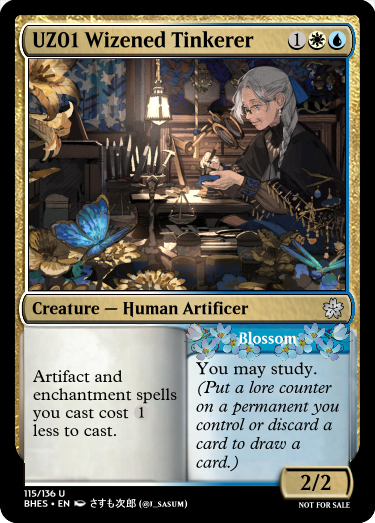 UZ01 Wizened Tinkerer 1
Creature — Human Artificer
Artifact and
enchantment spells
you cast cost 1
less to cast.
Blossom
You may study.
(Put a lore counter
on a permanent you
control or discard a
card to draw a
card.)
2/2
115/136 U
BHES • EN さすも次郎 (@J_SASUM)
NOT FOR SALE